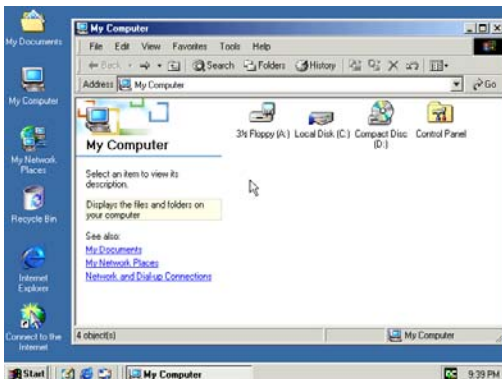 My Documents
My Computer
My Network
Places
Recycle Bin
Internet
Explorer
Connect to the
Internet
My Computer
File Edit View Favorites Tools Help
Back Search Folders History
Address My Computer Go
My Computer
Select an item to view its
description.
Displays the files and folders on
your computer
See also:
My Documents
My Network Places
Network and Dial-up Connections
3½ Floppy (A:) Local Disk (C:) Compact Disc
(D:) Control Panel
4 object(s) My Computer
Start My Computer 9:39 PM